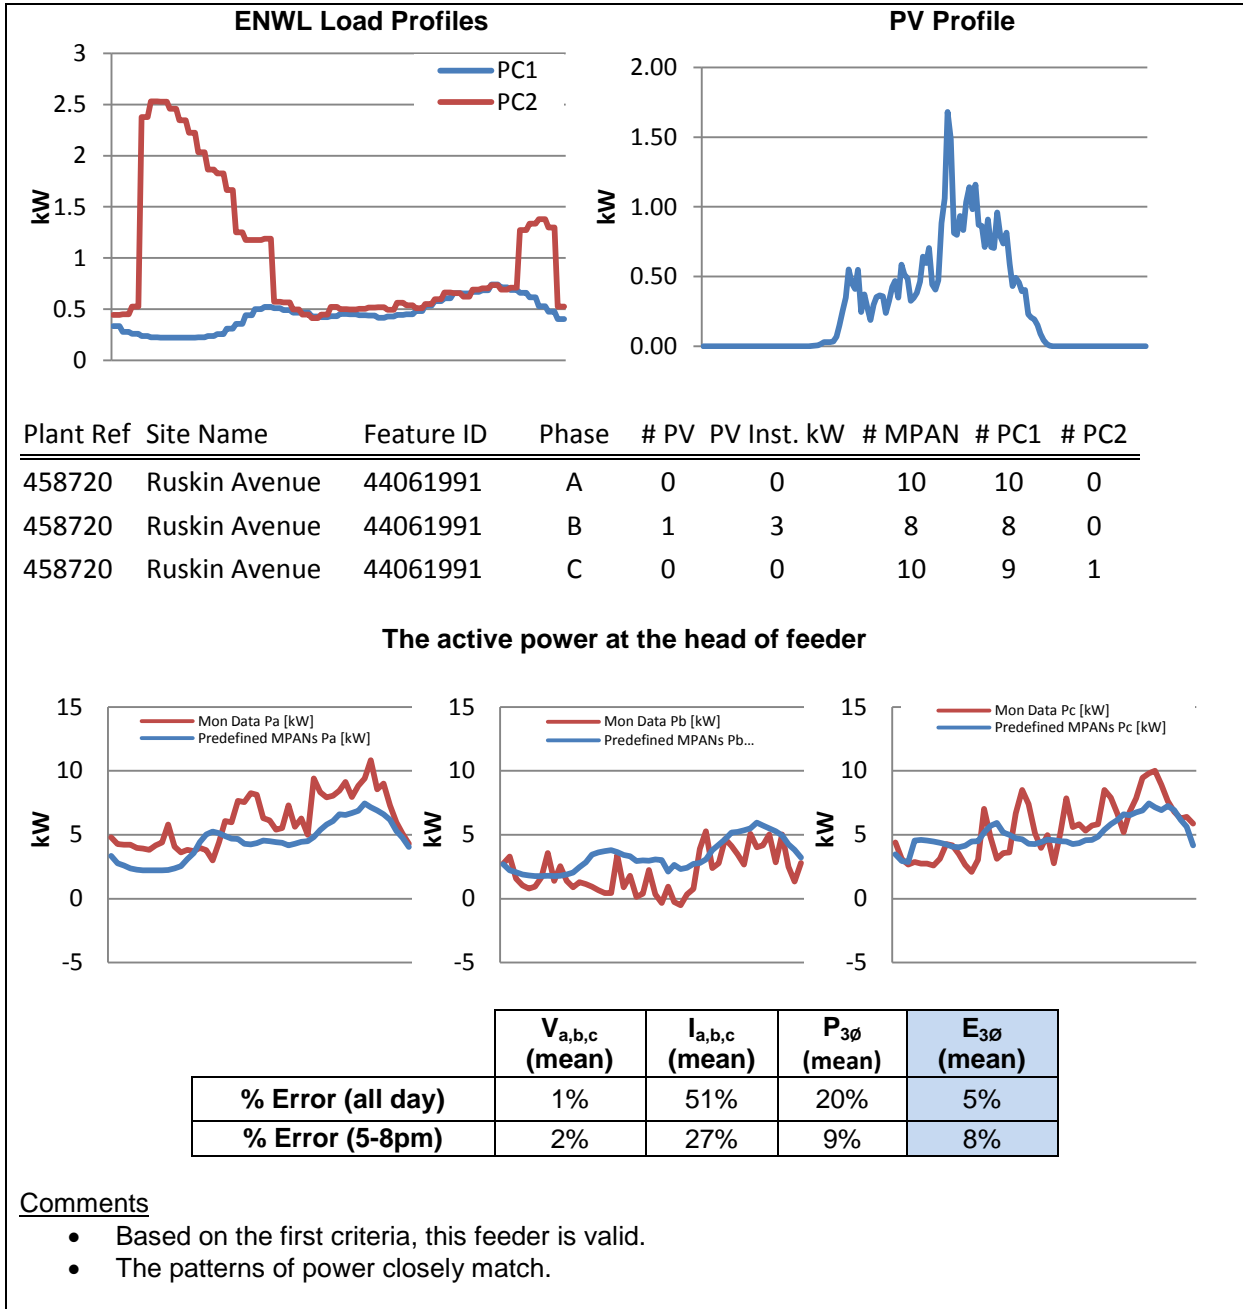 ENWL Load Profiles
PV Profile
3
2.5
2
1.5
1
0.5
0
kW
PC1
PC2
2.00
1.50
1.00
0.50
0.00
kW
Plant Ref Site Name Feature ID Phase # PV PV Inst. kW # MPAN # PC1 # PC2
458720 Ruskin Avenue 44061991 A 0 0 10 10 0
458720 Ruskin Avenue 44061991 B 1 3 8 8 0
458720 Ruskin Avenue 44061991 C 0 0 10 9 1
The active power at the head of feeder
15
10
5
0
-5
kW
Mon Data Pa [kW]
Predefined MPANs Pa [kW]
15
10
5
0
-5
kW
Mon Data Pb [kW]
Predefined MPANs Pb...
15
10
5
0
-5
kW
Mon Data Pc [kW]
Predefined MPANs Pc [kW]
Va,b,c (mean) Ia,b,c (mean) P3Ø (mean) E3Ø (mean)
% Error (all day) 1% 51% 20% 5%
% Error (5-8pm) 2% 27% 9% 8%
Comments
• Based on the first criteria, this feeder is valid.
• The patterns of power closely match.